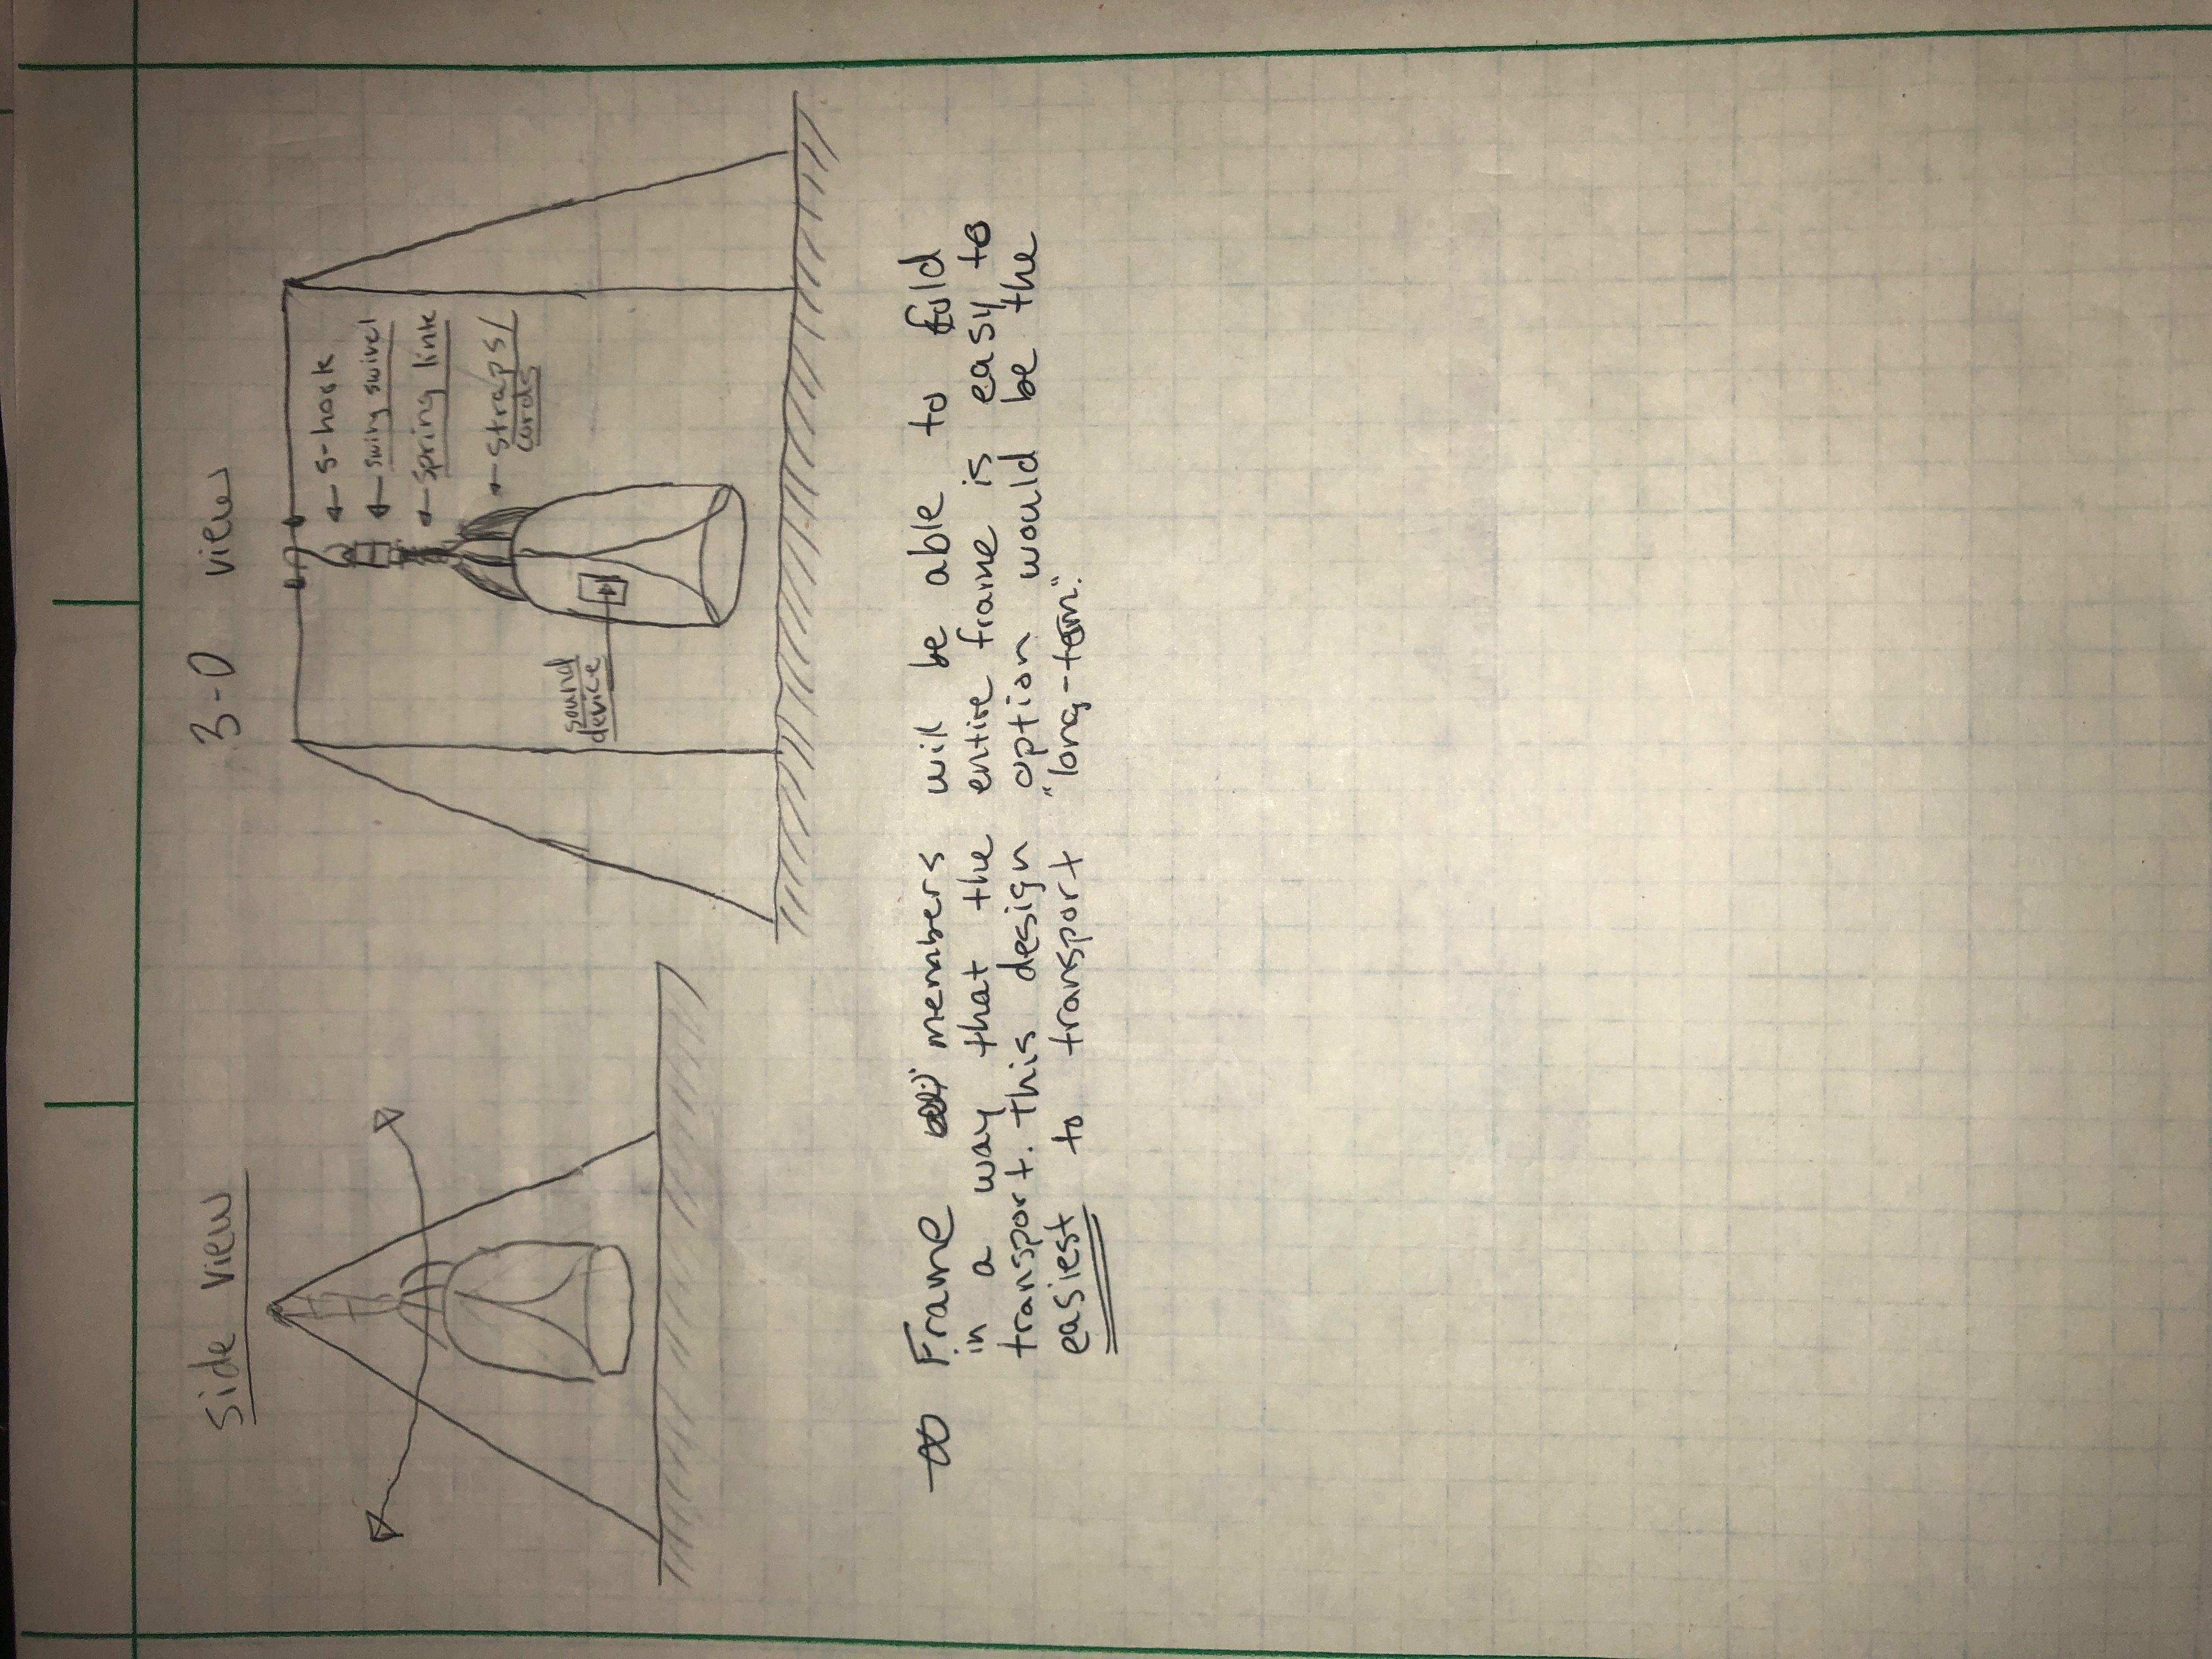 side view
3-D view
s-hook
swing swivel
spring link
straps/
cords
sound
device
Frame members will be able to fold
in a way that the entire frame is easy to
transport. This design option would be the
easiest to transport "long-term."